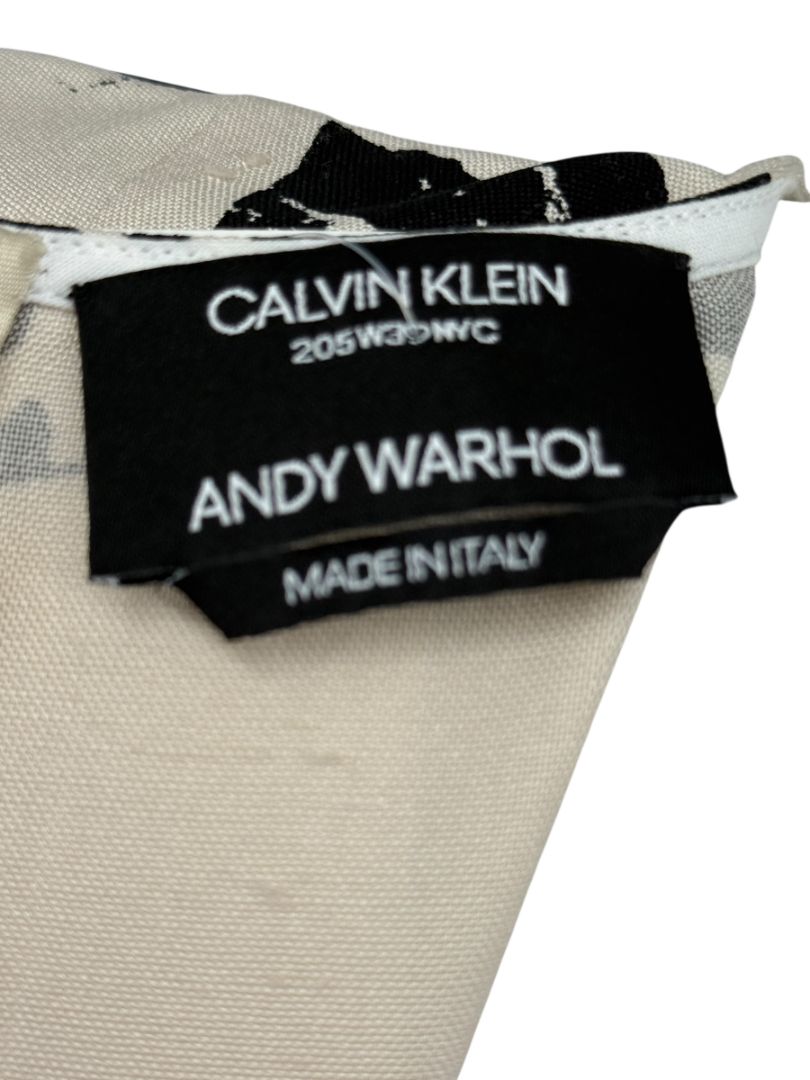 CALVIN KLEIN
205W39NYC
ANDY WARHOL
MADE IN ITALY